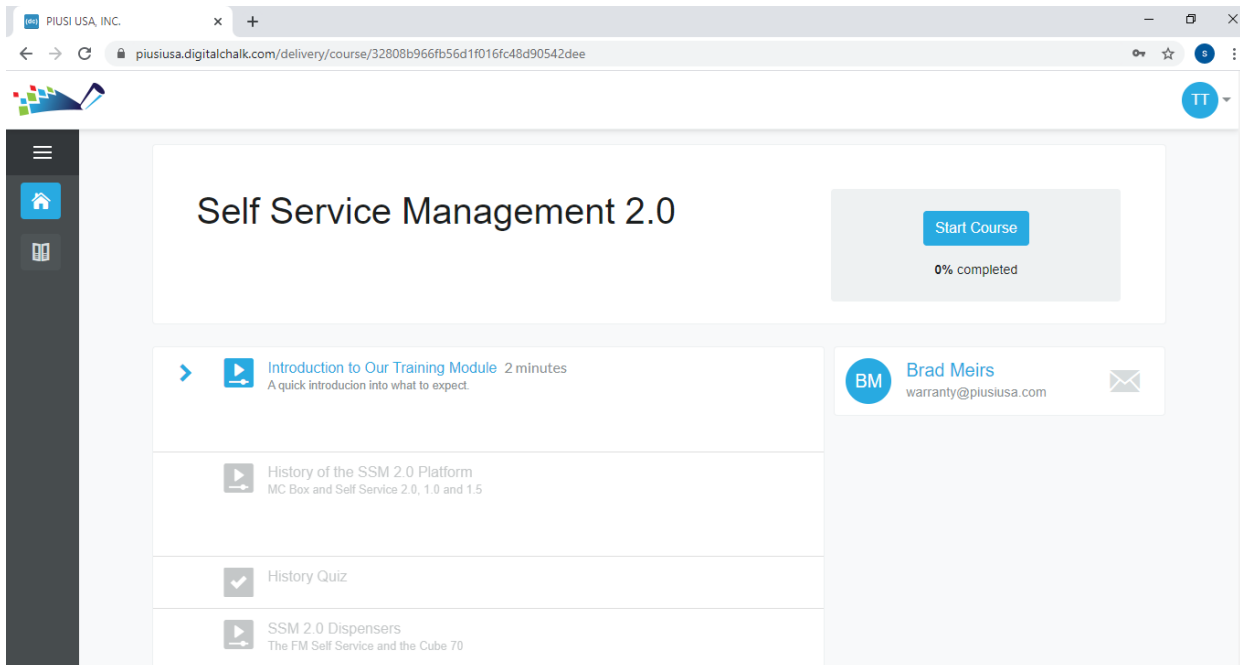 PIUSI USA, INC.
piusiusa.digitalchalk.com/delivery/course/32808b966fb56d1f016fc48d90542dee
S
TT
Self Service Management 2.0
Start Course
0% completed
Introduction to Our Training Module 2 minutes
A quick introducion into what to expect.
BM
Brad Meirs
warranty@piusiusa.com
History of the SSM 2.0 Platform
MC Box and Self Service 2.0, 1.0 and 1.5
History Quiz
SSM 2.0 Dispensers
The FM Self Service and the Cube 70